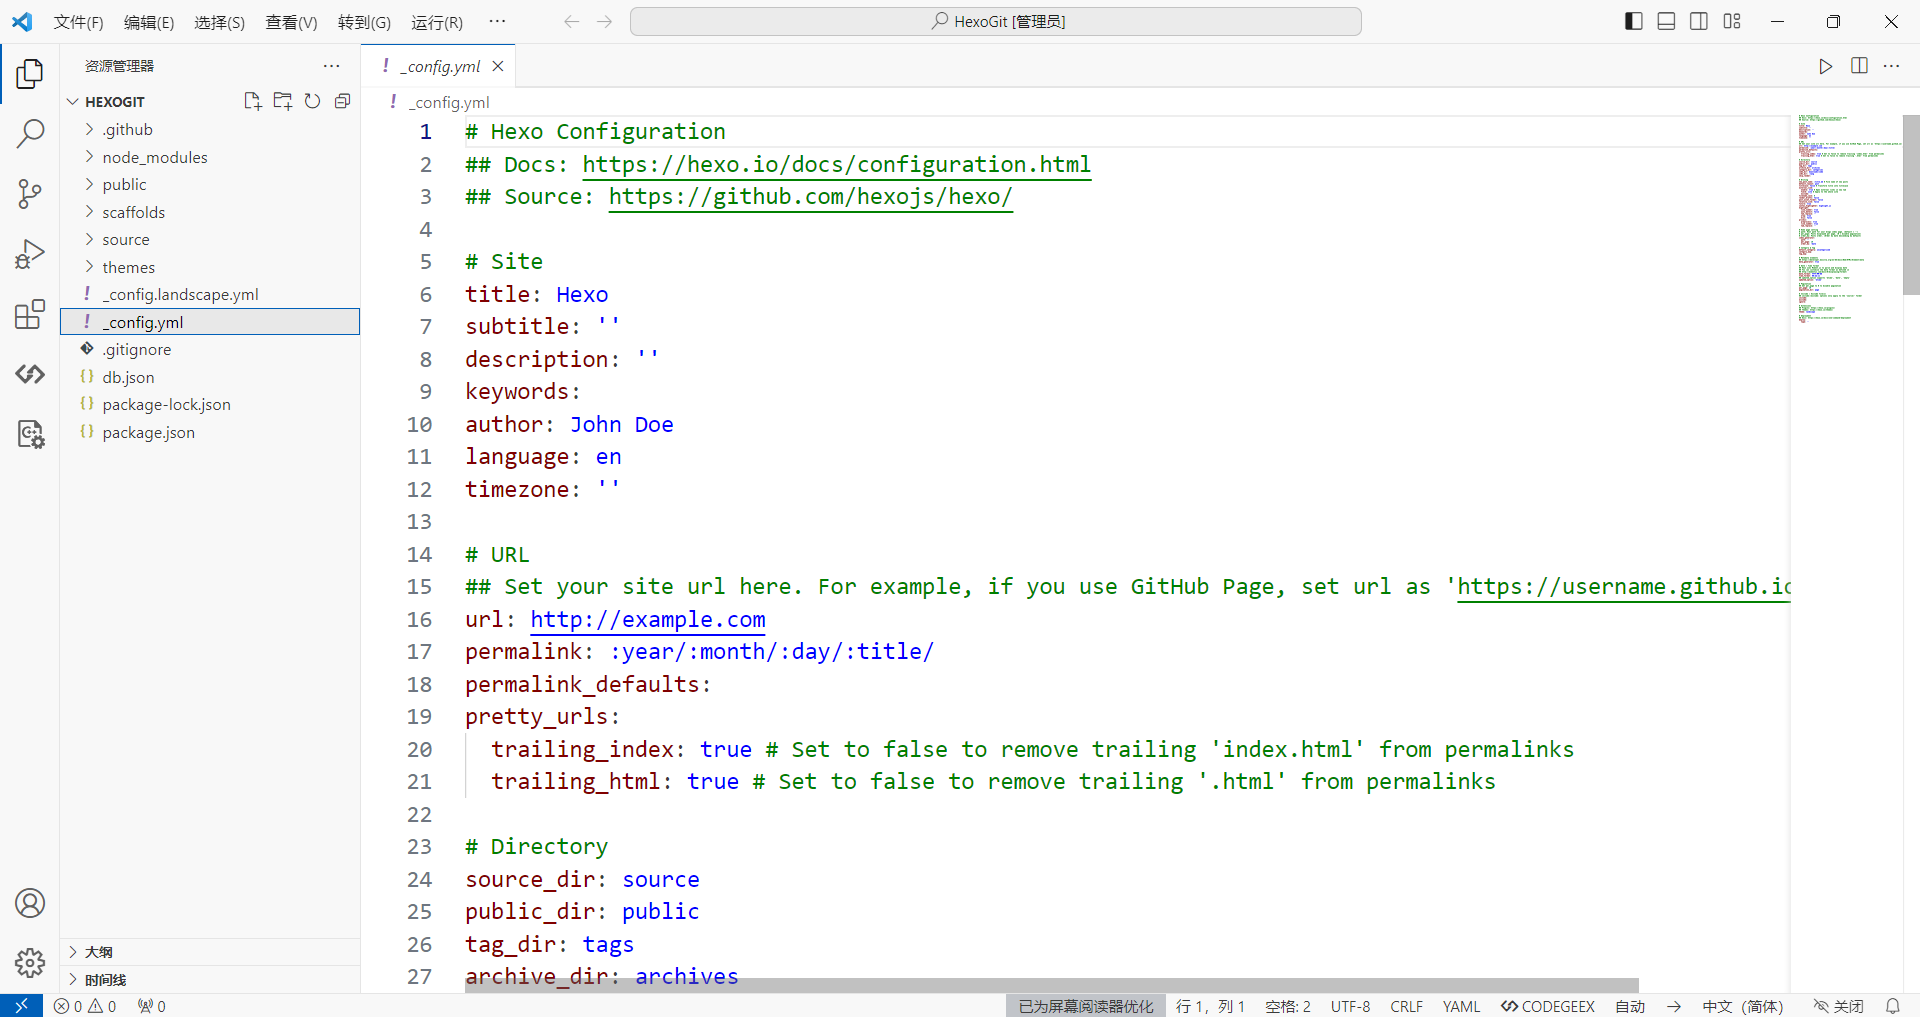 文件(F) 编辑(E) 选择(S) 查看(V) 转到(G) 运行(R) ··· HexoGit [管理员]
资源管理器 ···
HEXOGIT
.github
node_modules
public
scaffolds
source
themes
! _config.landscape.yml
! _config.yml
.gitignore
{} db.json
{} package-lock.json
{} package.json
大纲
时间线
! _config.yml
! _config.yml
1 # Hexo Configuration
2 ## Docs: https://hexo.io/docs/configuration.html
3 ## Source: https://github.com/hexojs/hexo/
4
5 # Site
6 title: Hexo
7 subtitle: ''
8 description: ''
9 keywords:
10 author: John Doe
11 language: en
12 timezone: ''
13
14 # URL
15 ## Set your site url here. For example, if you use GitHub Page, set url as 'https://username.github.io
16 url: http://example.com
17 permalink: :year/:month/:day/:title/
18 permalink_defaults:
19 pretty_urls:
20 trailing_index: true # Set to false to remove trailing 'index.html' from permalinks
21 trailing_html: true # Set to false to remove trailing '.html' from permalinks
22
23 # Directory
24 source_dir: source
25 public_dir: public
26 tag_dir: tags
27 archive_dir: archives
0 0 0 已为屏幕阅读器优化 行 1，列 1 空格: 2 UTF-8 CRLF YAML CODEGEEX 自动 → 中文（简体） 关闭